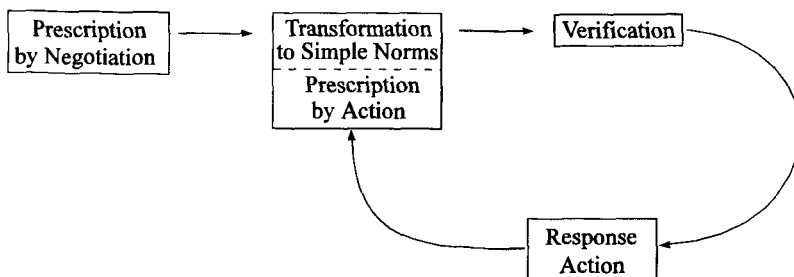 Prescription
by Negotiation
Transformation
to Simple Norms
Prescription
by Action
Verification
Response
Action